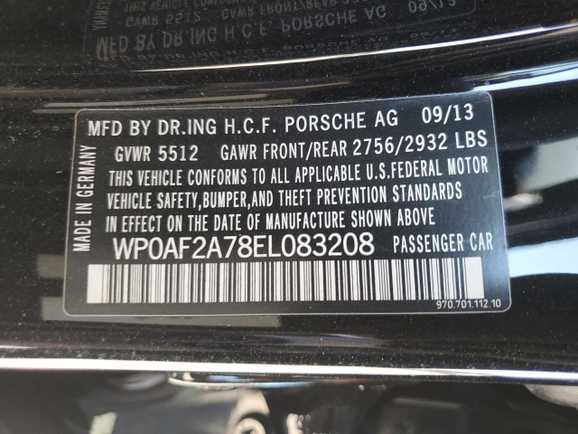 MFD BY DR.ING H.C.F. PORSCHE AG 09/13
GVWR 5512 GAWR FRONT/REAR 2756/2932 LBS
THIS VEHICLE CONFORMS TO ALL APPLICABLE U.S.FEDERAL MOTOR
VEHICLE SAFETY,BUMPER,AND THEFT PREVENTION STANDARDS
IN EFFECT ON THE DATE OF MANUFACTURE SHOWN ABOVE.
WP0AF2A78EL083208 PASSENGER CAR
970.701.112.10
MADE IN GERMANY